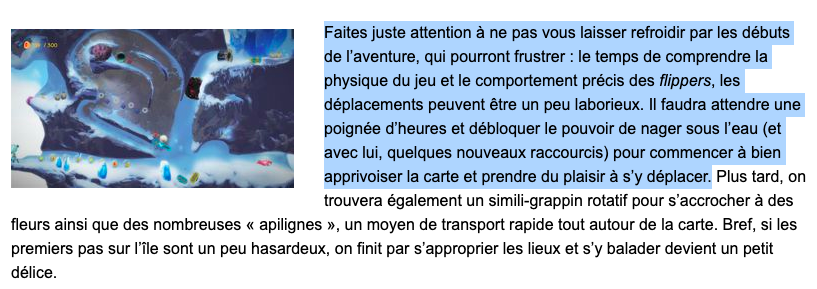 Faites juste attention à ne pas vous laisser refroidir par les débuts
de l’aventure, qui pourront frustrer : le temps de comprendre la
physique du jeu et le comportement précis des flippers, les
déplacements peuvent être un peu laborieux. Il faudra attendre une
poignée d’heures et débloquer le pouvoir de nager sous l’eau (et
avec lui, quelques nouveaux raccourcis) pour commencer à bien
apprivoiser la carte et prendre du plaisir à s’y déplacer. Plus tard, on
trouvera également un simili-grappin rotatif pour s’accrocher à des
fleurs ainsi que des nombreuses « apilignes », un moyen de transport rapide tout autour de la carte. Bref, si les
premiers pas sur l’île sont un peu hasardeux, on finit par s’approprier les lieux et s’y balader devient un petit
délice.